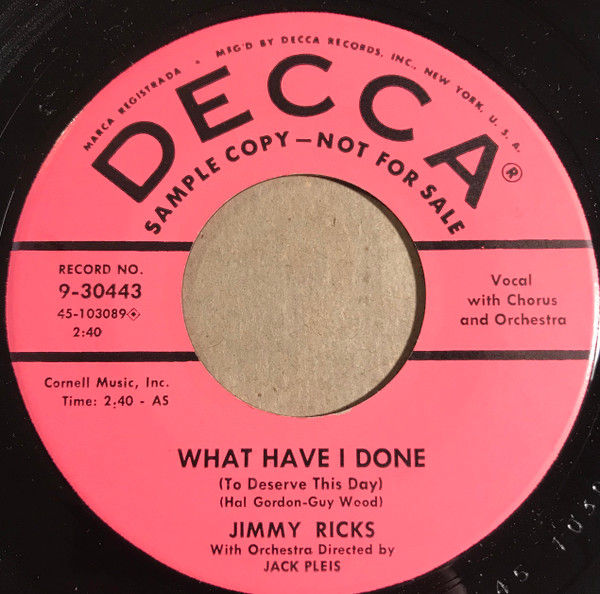 MARCA REGISTRADA • MFG'D BY DECCA RECORDS, INC., NEW YORK, U. S. A.
DECCA®
SAMPLE COPY—NOT FOR SALE
RECORD NO.
9-30443
45-103089
2:40
Vocal
with Chorus
and Orchestra
Cornell Music, Inc.
Time: 2:40 - AS
WHAT HAVE I DONE
(To Deserve This Day)
(Hal Gordon-Guy Wood)
JIMMY RICKS
With Orchestra Directed by
JACK PLEIS